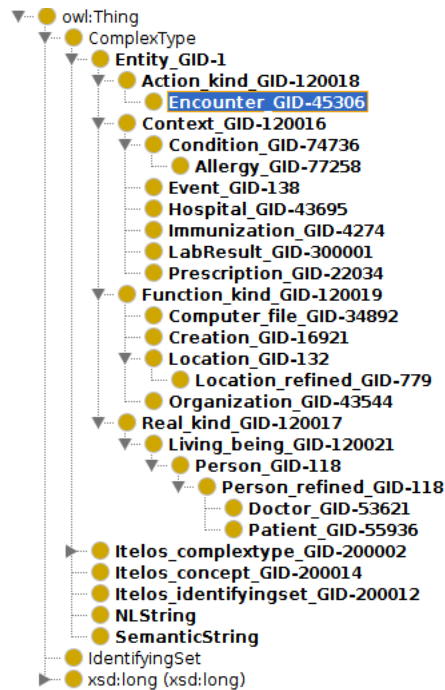 owl:Thing
ComplexType
Entity_GID-1
Action_kind_GID-120018
Encounter_GID-45306
Context_GID-120016
Condition_GID-74736
Allergy_GID-77258
Event_GID-138
Hospital_GID-43695
Immunization_GID-4274
LabResult_GID-300001
Prescription_GID-22034
Function_kind_GID-120019
Computer_file_GID-34892
Creation_GID-16921
Location_GID-132
Location_refined_GID-779
Organization_GID-43544
Real_kind_GID-120017
Living_being_GID-120021
Person_GID-118
Person_refined_GID-118
Doctor_GID-53621
Patient_GID-55936
Itelos_complextype_GID-200002
Itelos_concept_GID-200014
Itelos_identifyingset_GID-200012
NLString
SemanticString
IdentifyingSet
xsd:long (xsd:long)